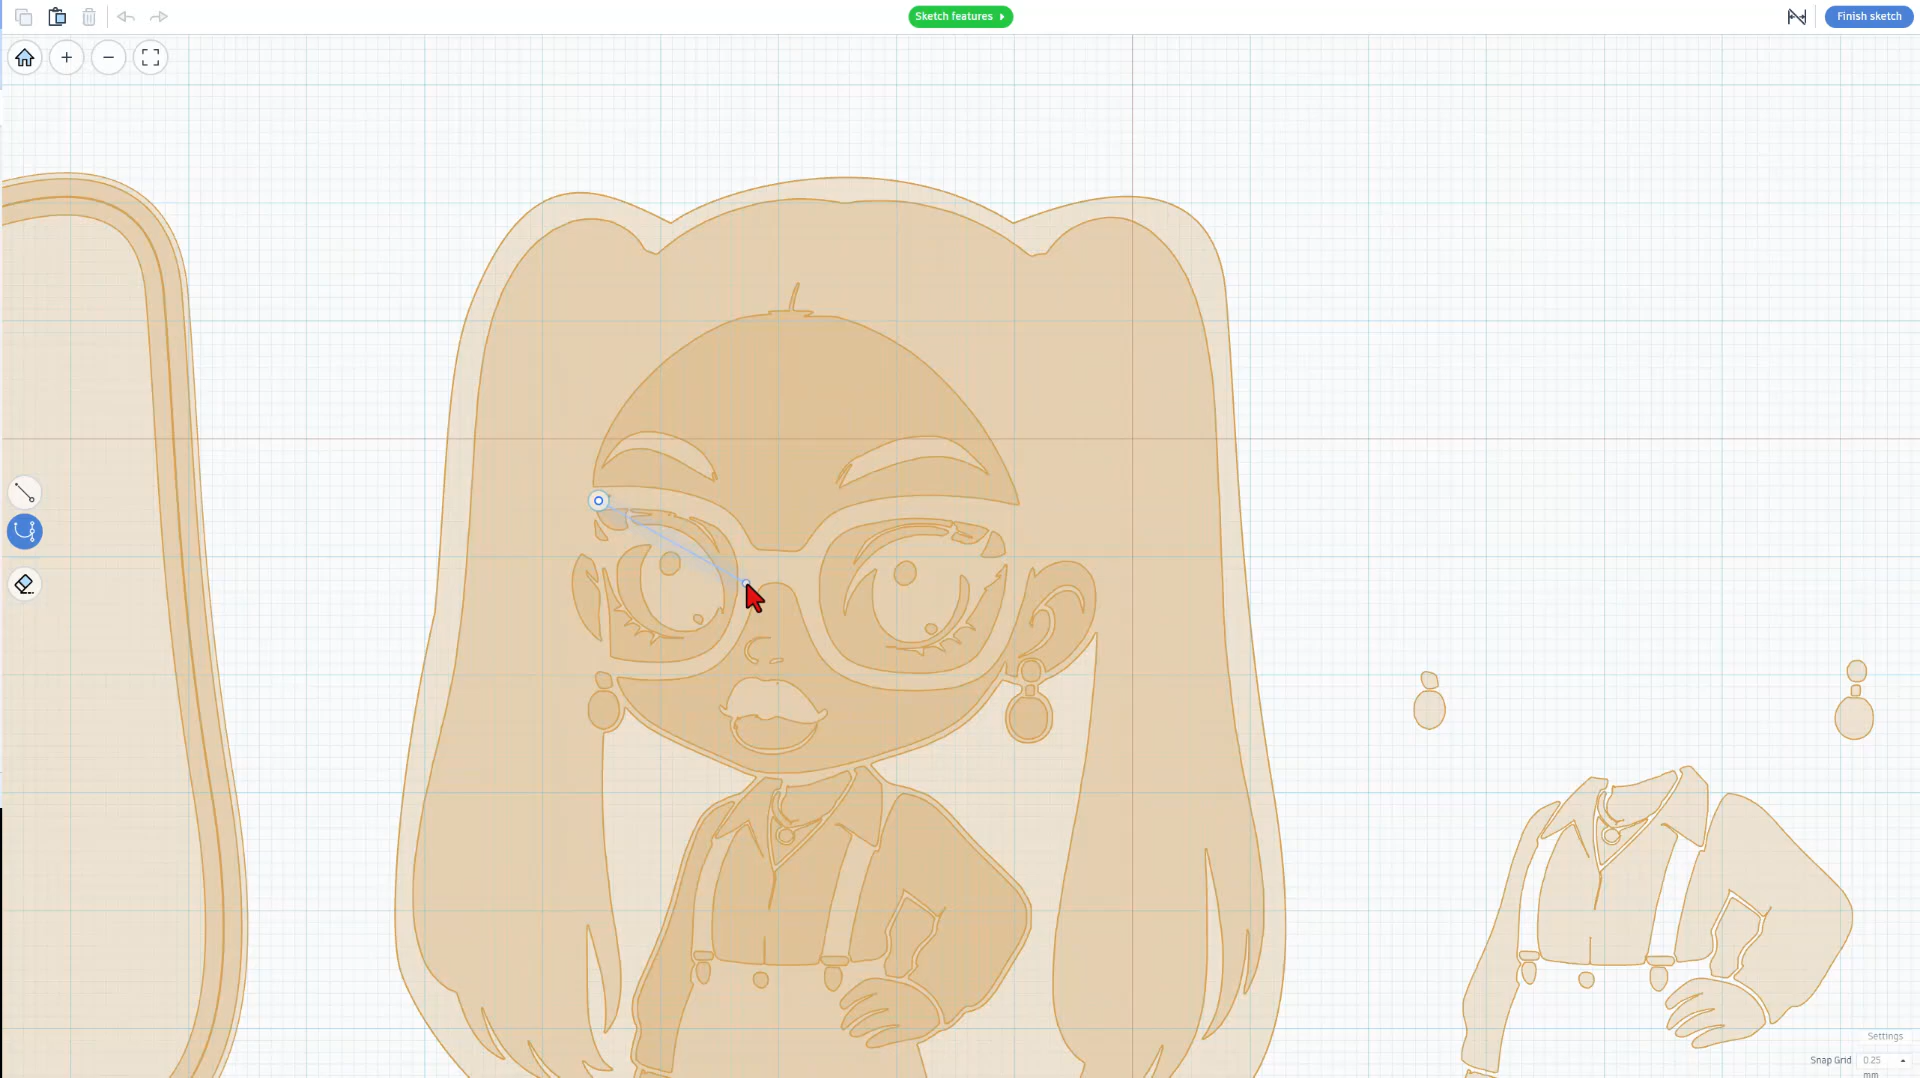 Sketch features
Finish sketch
Settings
Snap Grid 0.25
mm